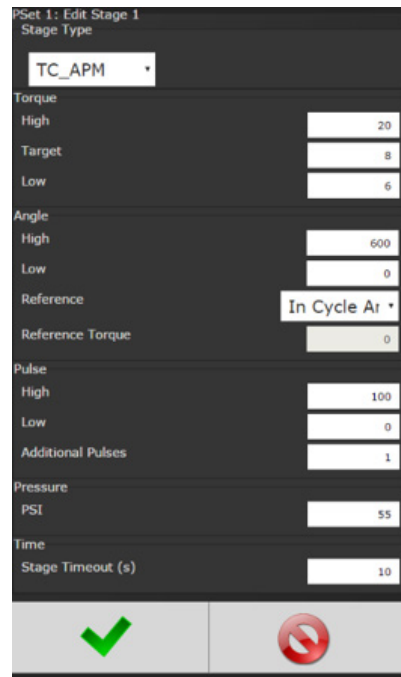 PSet 1: Edit Stage 1
Stage Type
TC_APM
Torque
High 20
Target 8
Low 6
Angle
High 600
Low 0
Reference In Cycle Ar
Reference Torque 0
Pulse
High 100
Low 0
Additional Pulses 1
Pressure
PSI 55
Time
Stage Timeout (s) 10